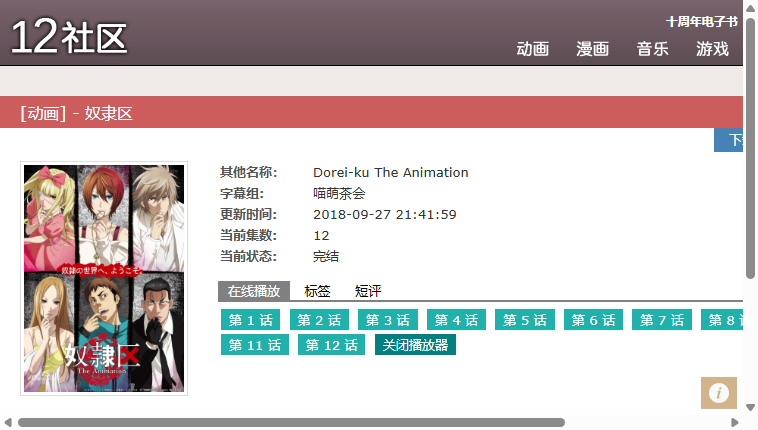 12社区
十周年电子书
动画 漫画 音乐 游戏
[动画] - 奴隶区
其他名称: Dorei-ku The Animation
字幕组: 喵萌茶会
更新时间: 2018-09-27 21:41:59
当前集数: 12
当前状态: 完结
奴隷の世界へ、ようこそ。
奴隷区
The Animation
在线播放 标签 短评
第 1 话 第 2 话 第 3 话 第 4 话 第 5 话 第 6 话 第 7 话 第 8
第 11 话 第 12 话 关闭播放器